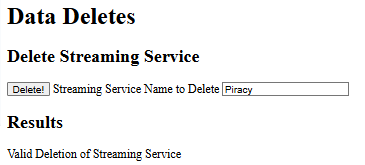 Data Deletes
Delete Streaming Service
Delete! Streaming Service Name to Delete Piracy
Results
Valid Deletion of Streaming Service